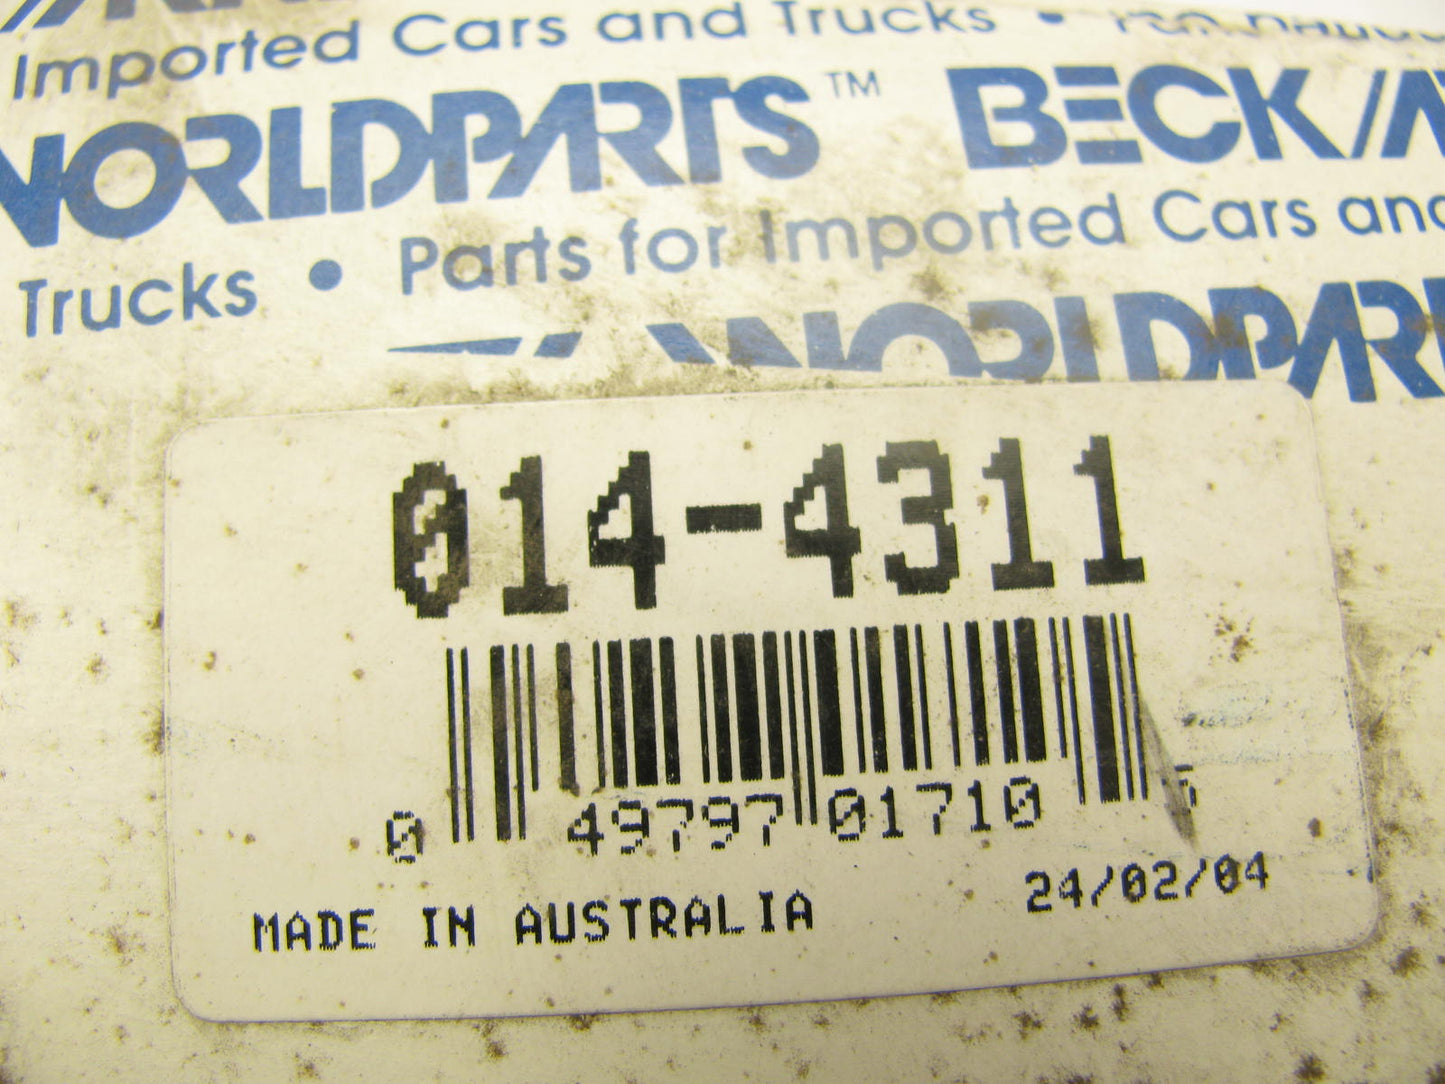 Imported Cars and Trucks •
WORLDPARTS™ BECK/A
Trucks • Parts for Imported Cars and
WORLDPAR
014-4311
0 49797 01710
MADE IN AUSTRALIA 24/02/04